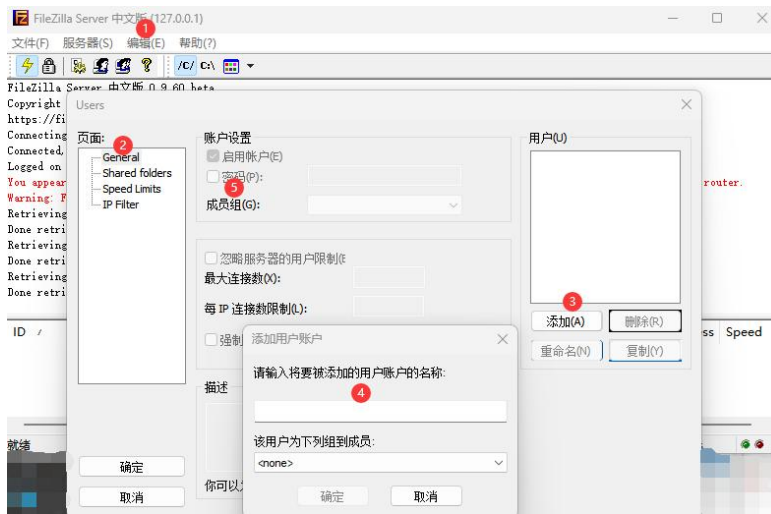 FileZilla Server 中文版 (127.0.0.1)
1
文件(F) 服务器(S) 编辑(E) 帮助(?)
/C/ C:\
FileZilla Server 中文版 0.9.60 beta
Copyright
https://fi
Connecting
Connected,
Logged on
You appear
router.
Warning: F
Retrieving
Done retri
Retrieving
Done retri
Retrieving
Done retri
ID /
ss Speed
就绪
Users
页面:
2
General
Shared folders
Speed Limits
IP Filter
确定
取消
账户设置
启用帐户(E)
密码(P):
5
成员组(G):
忽略服务器的用户限制(E
最大连接数(X):
每 IP 连接数限制(L):
强制
描述
你可以
用户(U)
3
添加(A) 删除(R)
重命名(N) 复制(Y)
添加用户账户
请输入将要被添加的用户账户的名称:
4
该用户为下列组到成员:
<none>
确定 取消